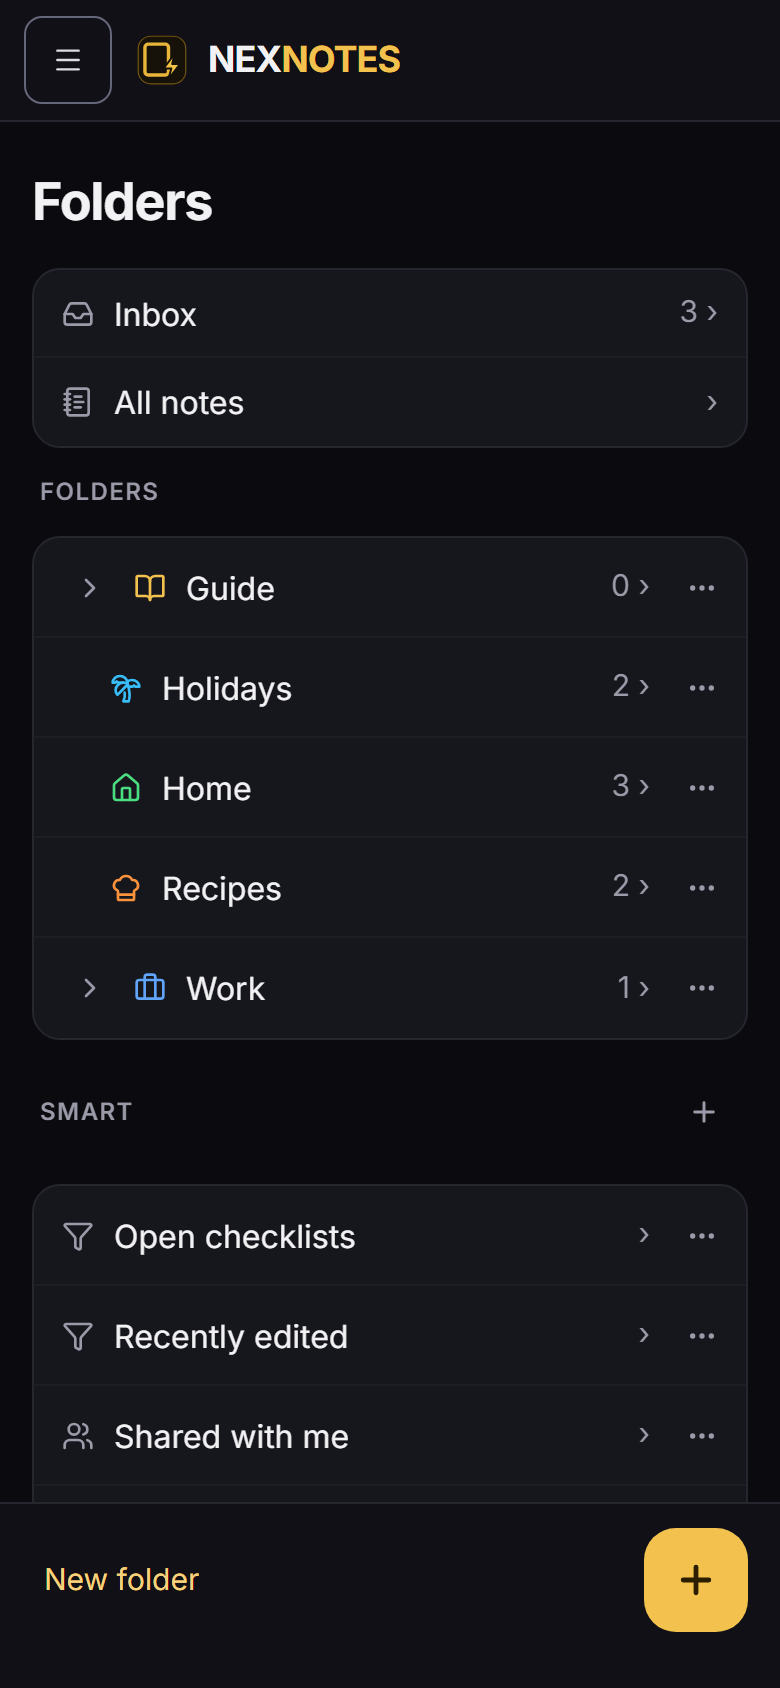 NEXNOTES
Folders
Inbox 3 ›
All notes ›
FOLDERS
Guide 0 ›
Holidays 2 ›
Home 3 ›
Recipes 2 ›
Work 1 ›
SMART
Open checklists ›
Recently edited ›
Shared with me ›
New folder